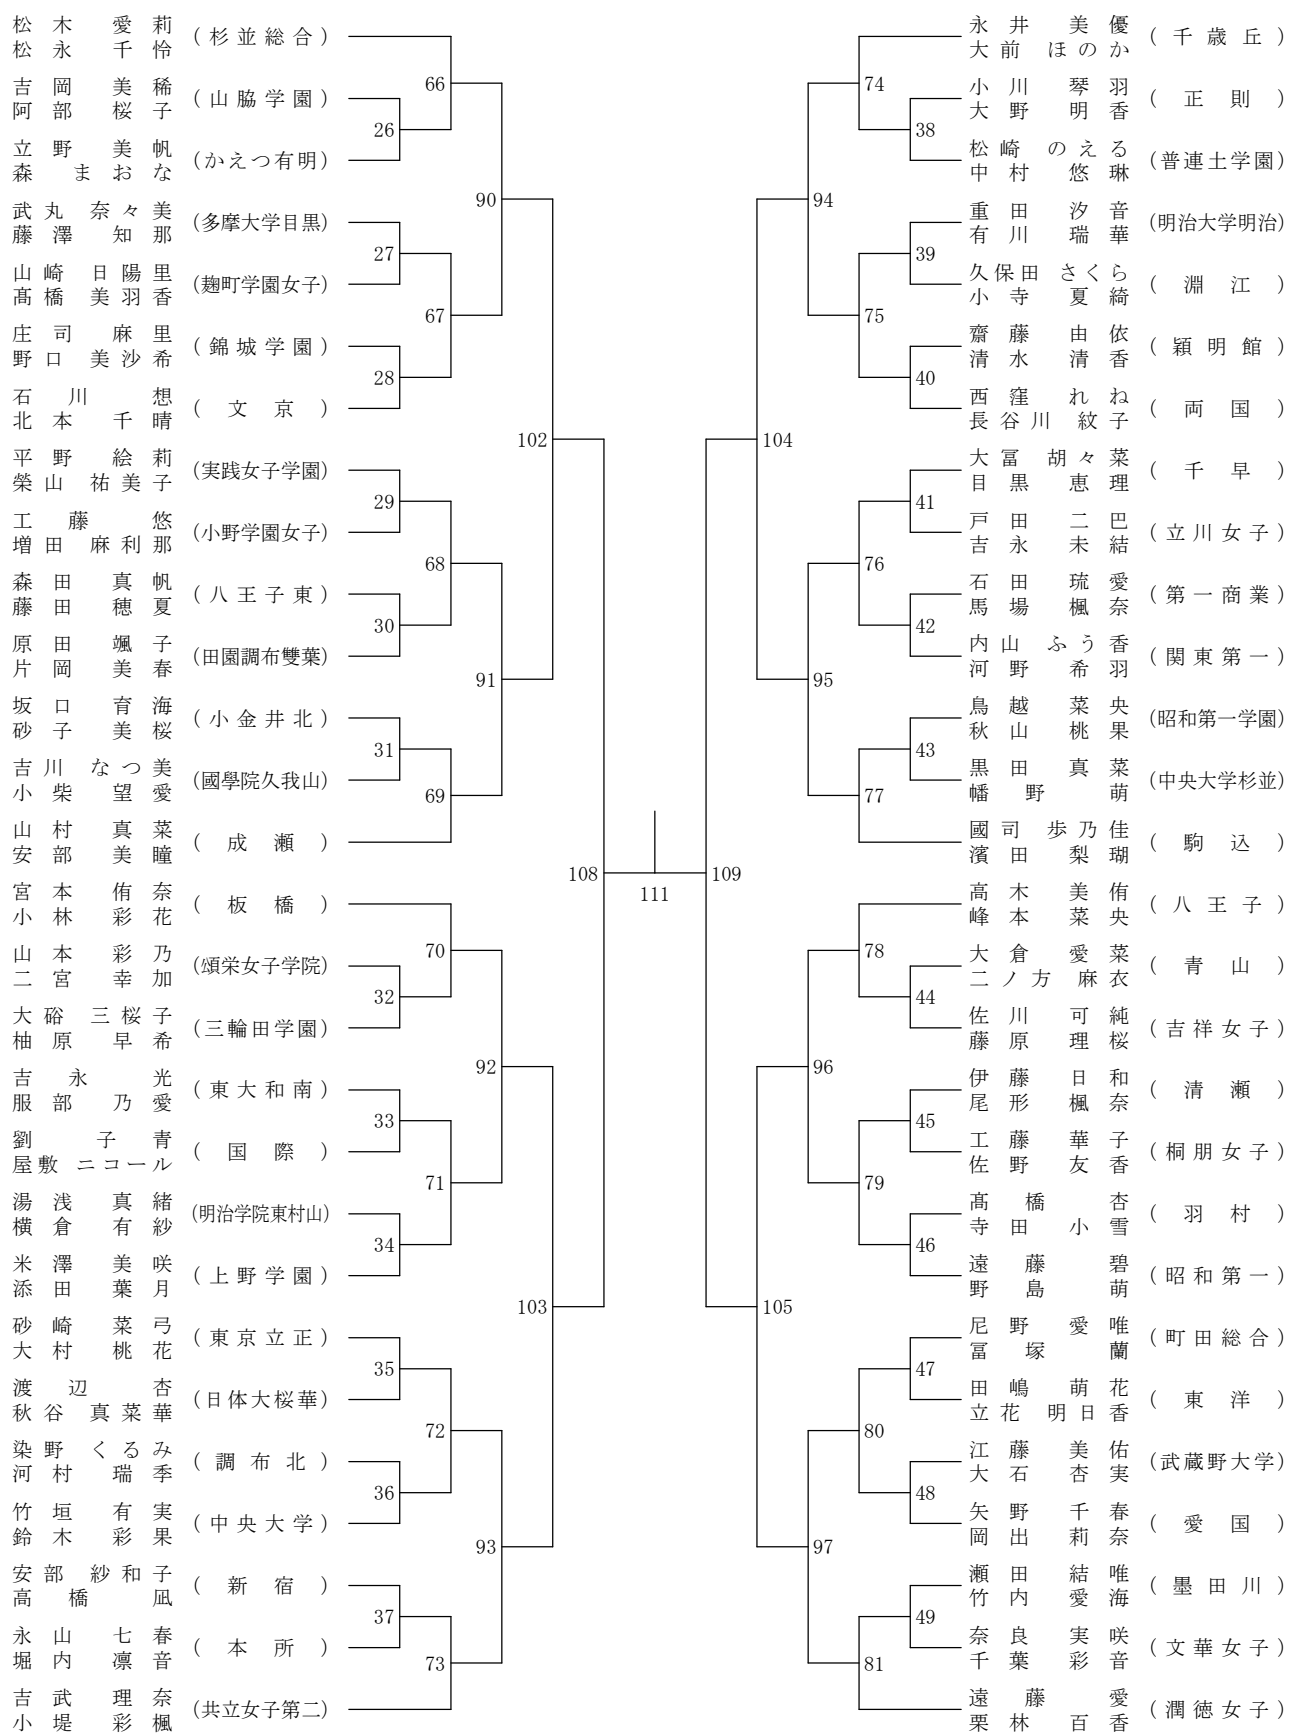 松木 愛莉
松永 千怜
(杉並総合)
吉岡 美稀
阿部 桜子
(山脇学園)
立野 美帆
森 まおな
(かえつ有明)
武丸 奈々美
藤澤 知那
(多摩大学目黒)
山崎 日陽里
髙橋 美羽香
(麹町学園女子)
庄司 麻里
野口 美沙希
(錦城学園)
石川 想
北本 千晴
(文京)
平野 絵莉
榮山 祐美子
(実践女子学園)
工藤 悠
増田 麻利那
(小野学園女子)
森田 真帆
藤田 穂夏
(八王子東)
原田 颯子
片岡 美春
(田園調布雙葉)
坂口 育海
砂子 美桜
(小金井北)
吉川 なつ美
小柴 望愛
(國學院久我山)
山村 真菜
安部 美瞳
(成瀬)
宮本 侑奈
小林 彩花
(板橋)
山本 彩乃
二宮 幸加
(頌栄女子学院)
大硲 三桜子
柚原 早希
(三輪田学園)
吉永 光
服部 乃愛
(東大和南)
劉 子青
屋敷 ニコール
(国際)
湯浅 真緒
横倉 有紗
(明治学院東村山)
米澤 美咲
添田 葉月
(上野学園)
砂崎 菜弓
大村 桃花
(東京立正)
渡辺 杏
秋谷 真菜華
(日体大桜華)
染野 くるみ
河村 瑞季
(調布北)
竹垣 有実
鈴木 彩果
(中央大学)
安部 紗和子
高橋 凪
(新宿)
永山 七春
堀内 凛音
(本所)
吉武 理奈
小堤 彩楓
(共立女子第二)
66
26
90
27
67
28
102
29
68
30
91
31
69
108
70
32
92
33
71
34
103
35
72
36
93
37
73
111
109
74
38
94
39
75
40
104
41
76
42
95
43
77
78
44
96
45
79
46
105
47
80
48
97
49
81
永井 美優
大前 ほのか
(千歳丘)
小川 琴羽
大野 明香
(正則)
松崎 のえる
中村 悠琳
(普連土学園)
重田 汐音
有川 瑞華
(明治大学明治)
久保田 さくら
小寺 夏綺
(淵江)
齋藤 由依
清水 清香
(穎明館)
西窪 れね
長谷川 紋子
(両国)
大冨 胡々菜
目黒 恵理
(千早)
戸田 二巴
吉永 未結
(立川女子)
石田 琉愛
馬場 楓奈
(第一商業)
内山 ふう香
河野 希羽
(関東第一)
鳥越 菜央
秋山 桃果
(昭和第一学園)
黒田 真菜
幡野 萌
(中央大学杉並)
國司 歩乃佳
濱田 梨瑚
(駒込)
高木 美侑
峰本 菜央
(八王子)
大倉 愛菜
二ノ方 麻衣
(青山)
佐川 可純
藤原 理桜
(吉祥女子)
伊藤 日和
尾形 楓奈
(清瀬)
工藤 華子
佐野 友香
(桐朋女子)
髙橋 杏
寺田 小雪
(羽村)
遠藤 碧
野島 萌
(昭和第一)
尼野 愛唯
冨塚 蘭
(町田総合)
田嶋 萌花
立花 明日香
(東洋)
江藤 美佑
大石 杏実
(武蔵野大学)
矢野 千春
岡出 莉奈
(愛国)
瀬田 結唯
竹内 愛海
(墨田川)
奈良 実咲
千葉 彩音
(文華女子)
遠藤 愛
栗林 百香
(潤徳女子)